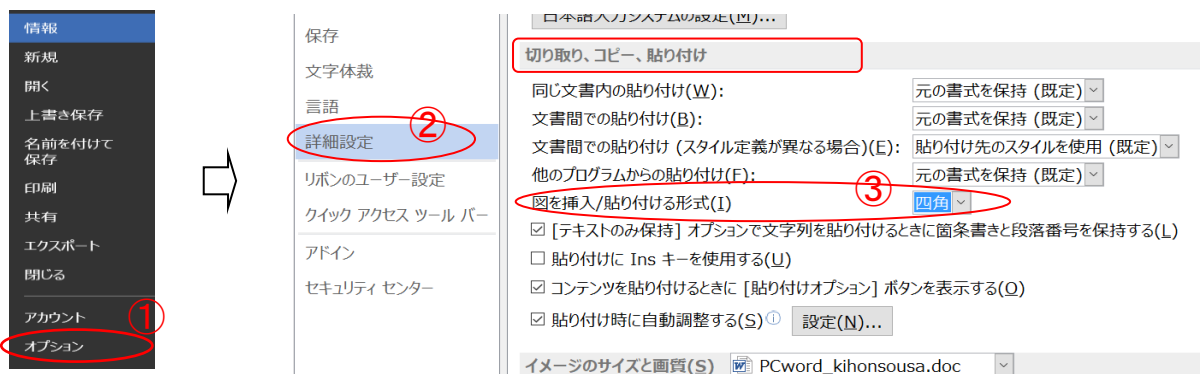 情報
新規
開く
上書き保存
名前を付けて
保存
印刷
共有
エクスポート
閉じる
アカウント
①
オプション
保存
文字体裁
言語
②
詳細設定
リボンのユーザー設定
クイック アクセス ツール バー
アドイン
セキュリティ センター
日本語入力システムの設定(M)...
切り取り、コピー、貼り付け
同じ文書内の貼り付け(W): 元の書式を保持 (既定)
文書間での貼り付け(B): 元の書式を保持 (既定)
文書間での貼り付け (スタイル定義が異なる場合)(E): 貼り付け先のスタイルを使用 (既定)
他のプログラムからの貼り付け(F): 元の書式を保持 (既定)
③
図を挿入/貼り付ける形式(I) 四角
[テキストのみ保持] オプションで文字列を貼り付けるときに箇条書きと段落番号を保持する(L)
貼り付けに Ins キーを使用する(U)
コンテンツを貼り付けるときに [貼り付けオプション] ボタンを表示する(O)
貼り付け時に自動調整する(S) 設定(N)...
イメージのサイズと画質(S) PCword_kihonsousa.doc